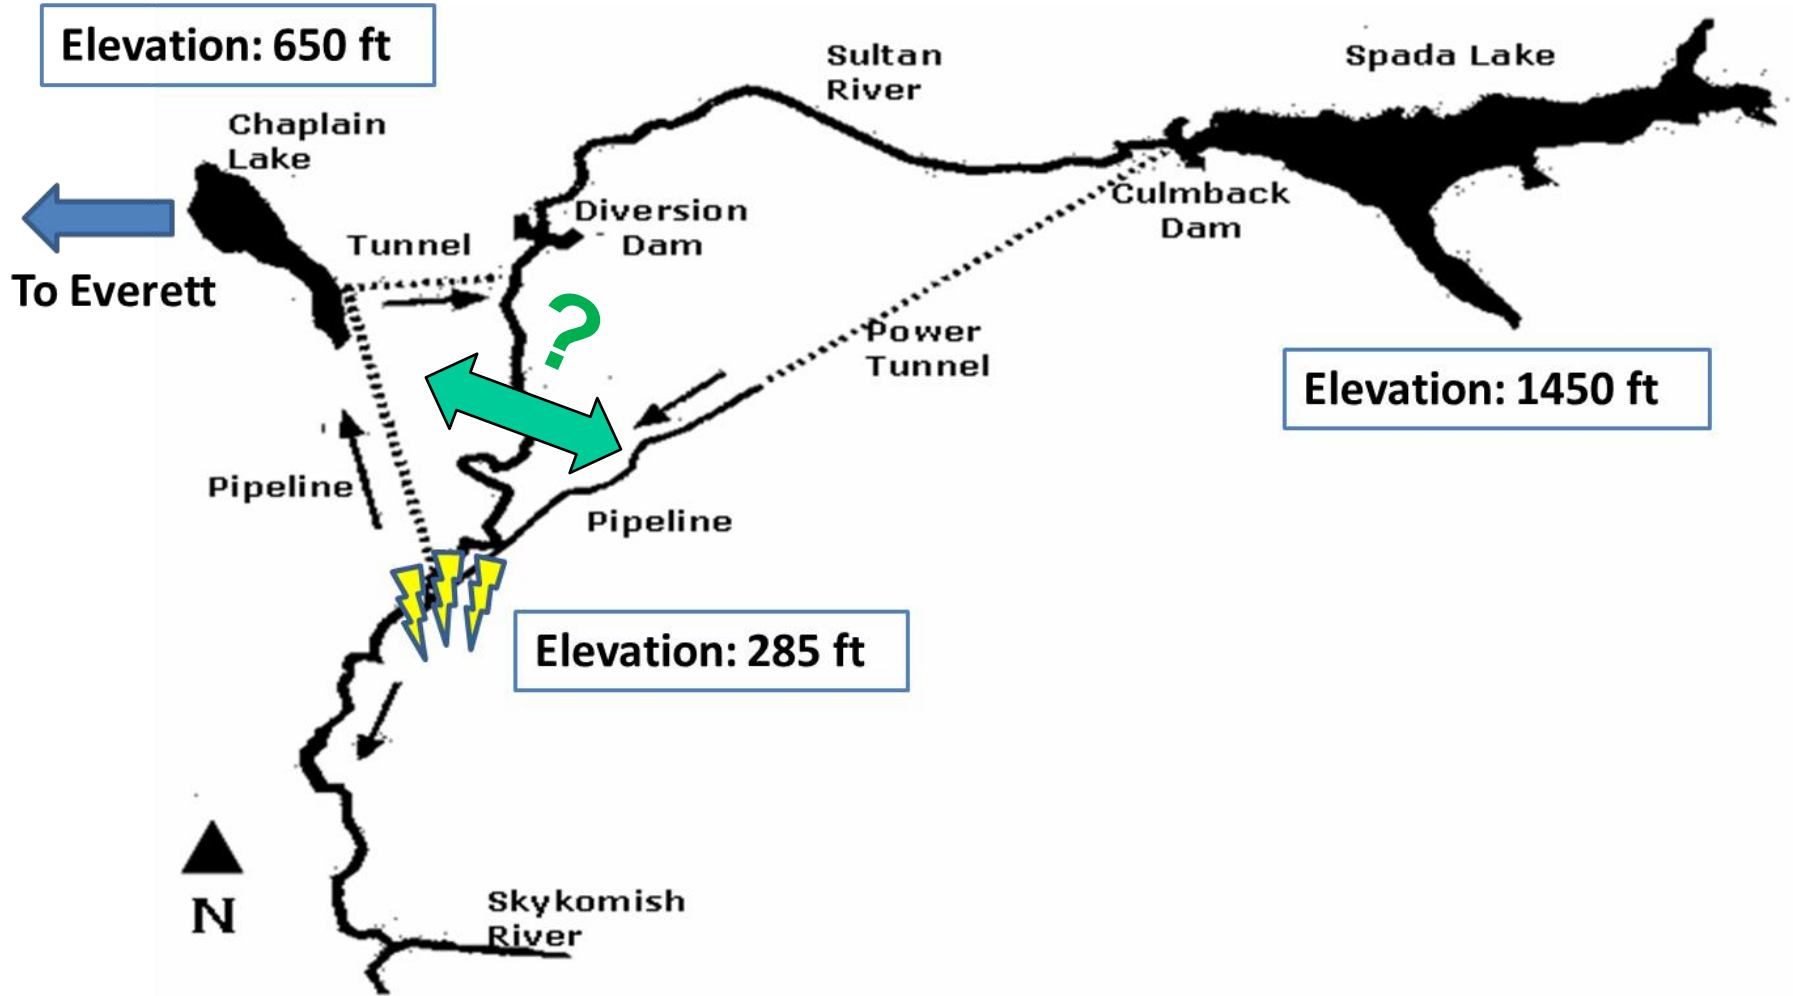 Elevation: 650 ft
Sultan
River
Spada Lake
Chaplain
Lake
Culmback
Dam
Diversion
Dam
Tunnel
To Everett
?
Power
Tunnel
Elevation: 1450 ft
Pipeline
Pipeline
Elevation: 285 ft
N
Skykomish
River